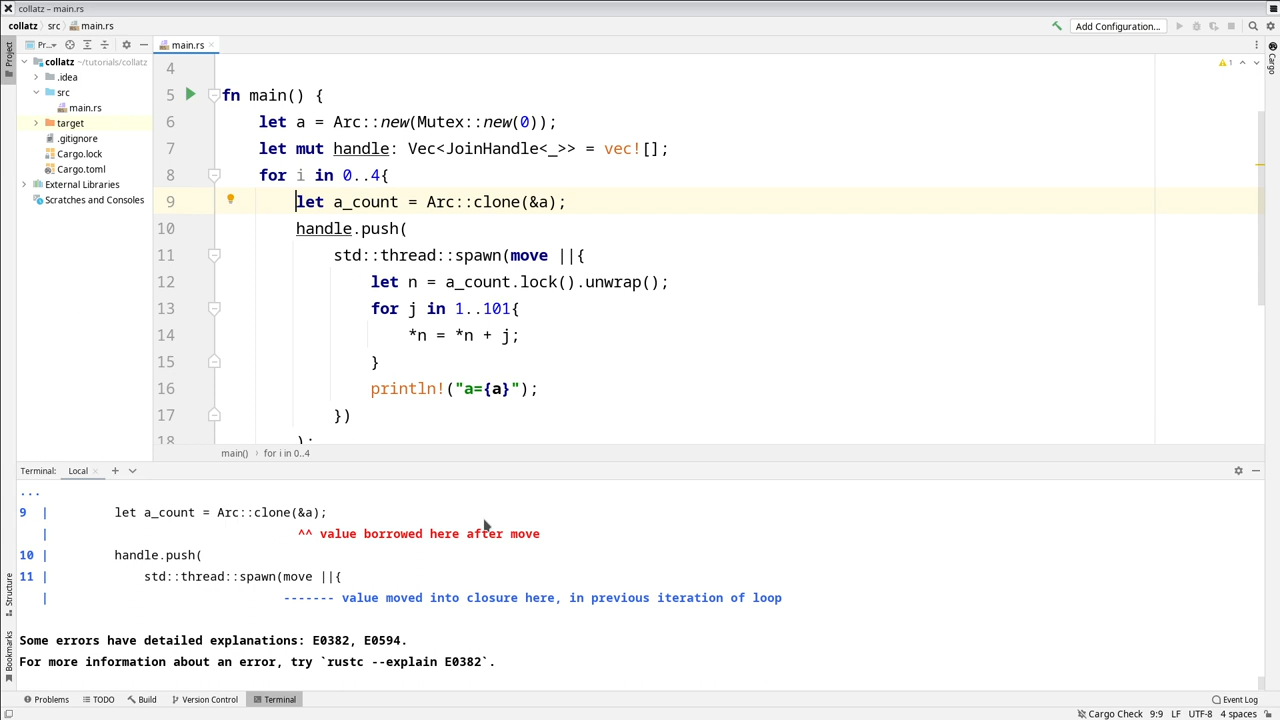 collatz – main.rs
collatz
src
main.rs
Add Configuration...
Pr...
main.rs
Project
Cargo
collatz ~/tutorials/collatz
.idea
src
main.rs
target
.gitignore
Cargo.lock
Cargo.toml
External Libraries
Scratches and Consoles
1
4
5 fn main() {
6 let a = Arc::new(Mutex::new(0));
7 let mut handle: Vec<JoinHandle<_>> = vec![];
8 for i in 0..4{
9 let a_count = Arc::clone(&a);
10 handle.push(
11 std::thread::spawn(move ||{
12 let n = a_count.lock().unwrap();
13 for j in 1..101{
14 *n = *n + j;
15 }
16 println!("a={a}");
17 })
18 );
main() › for i in 0..4
Terminal: Local
...
9 | let a_count = Arc::clone(&a);
| ^^ value borrowed here after move
10 | handle.push(
11 | std::thread::spawn(move ||{
| ------- value moved into closure here, in previous iteration of loop
Some errors have detailed explanations: E0382, E0594.
For more information about an error, try `rustc --explain E0382`.
Structure
Bookmarks
Problems
TODO
Build
Version Control
Terminal
Event Log
Cargo Check
9:9
LF
UTF-8
4 spaces